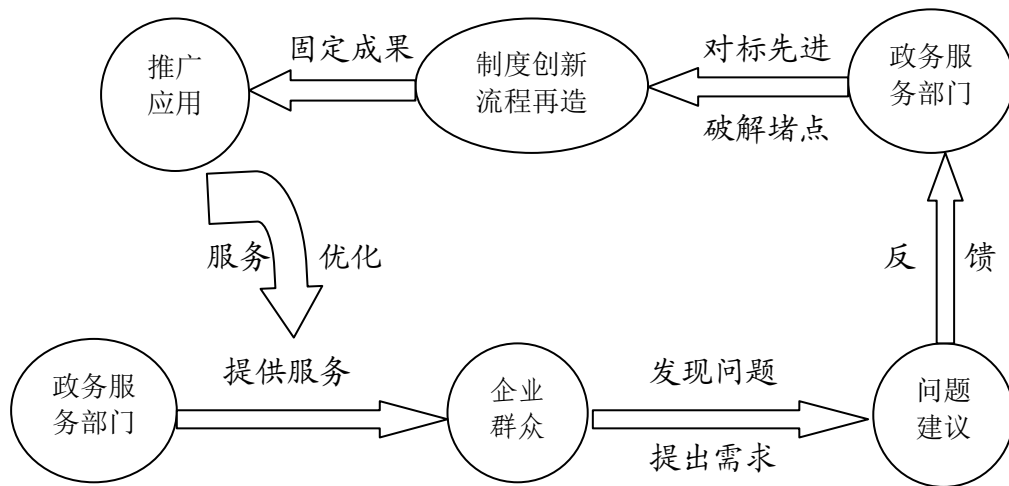 固定成果
对标先进
推广
应用
制度创新
流程再造
政务服
务部门
破解堵点
服务
优化
反
馈
提供服务
发现问题
政务服
务部门
企业
群众
问题
建议
提出需求